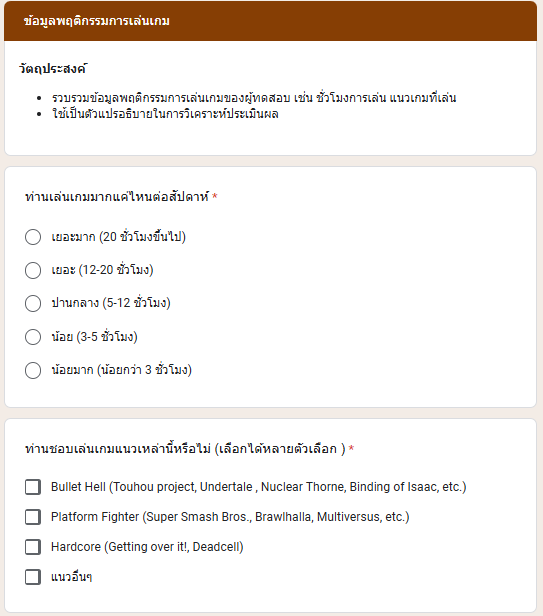 ข้อมูลพฤติกรรมการเล่นเกม
วัตถุประสงค์
รวบรวมข้อมูลพฤติกรรมการเล่นเกมของผู้ทดสอบ เช่น ชั่วโมงการเล่น แนวเกมที่เล่น
ใช้เป็นตัวแปรอธิบายในการวิเคราะห์ประเมินผล
ท่านเล่นเกมมากแค่ไหนต่อสัปดาห์ *
เยอะมาก (20 ชั่วโมงขึ้นไป)
เยอะ (12-20 ชั่วโมง)
ปานกลาง (5-12 ชั่วโมง)
น้อย (3-5 ชั่วโมง)
น้อยมาก (น้อยกว่า 3 ชั่วโมง)
ท่านชอบเล่นเกมแนวเหล่านี้หรือไม่ (เลือกได้หลายตัวเลือก ) *
Bullet Hell (Touhou project, Undertale , Nuclear Thorne, Binding of Isaac, etc.)
Platform Fighter (Super Smash Bros., Brawlhalla, Multiversus, etc.)
Hardcore (Getting over it!, Deadcell)
แนวอื่นๆ